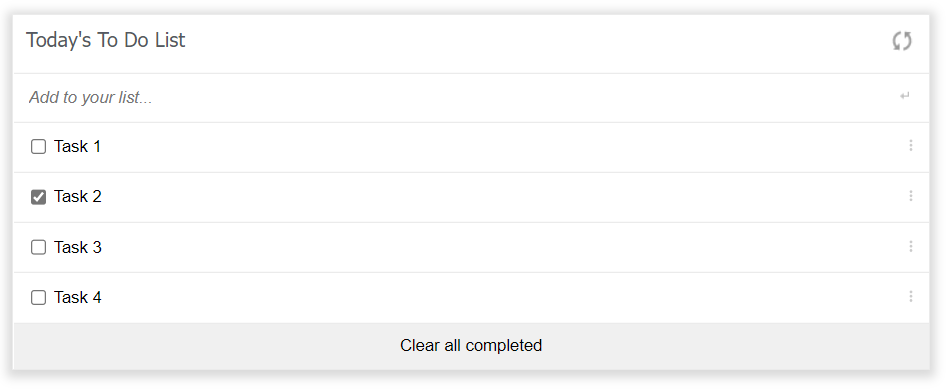 Today's To Do List
Add to your list...
Task 1
Task 2
Task 3
Task 4
Clear all completed